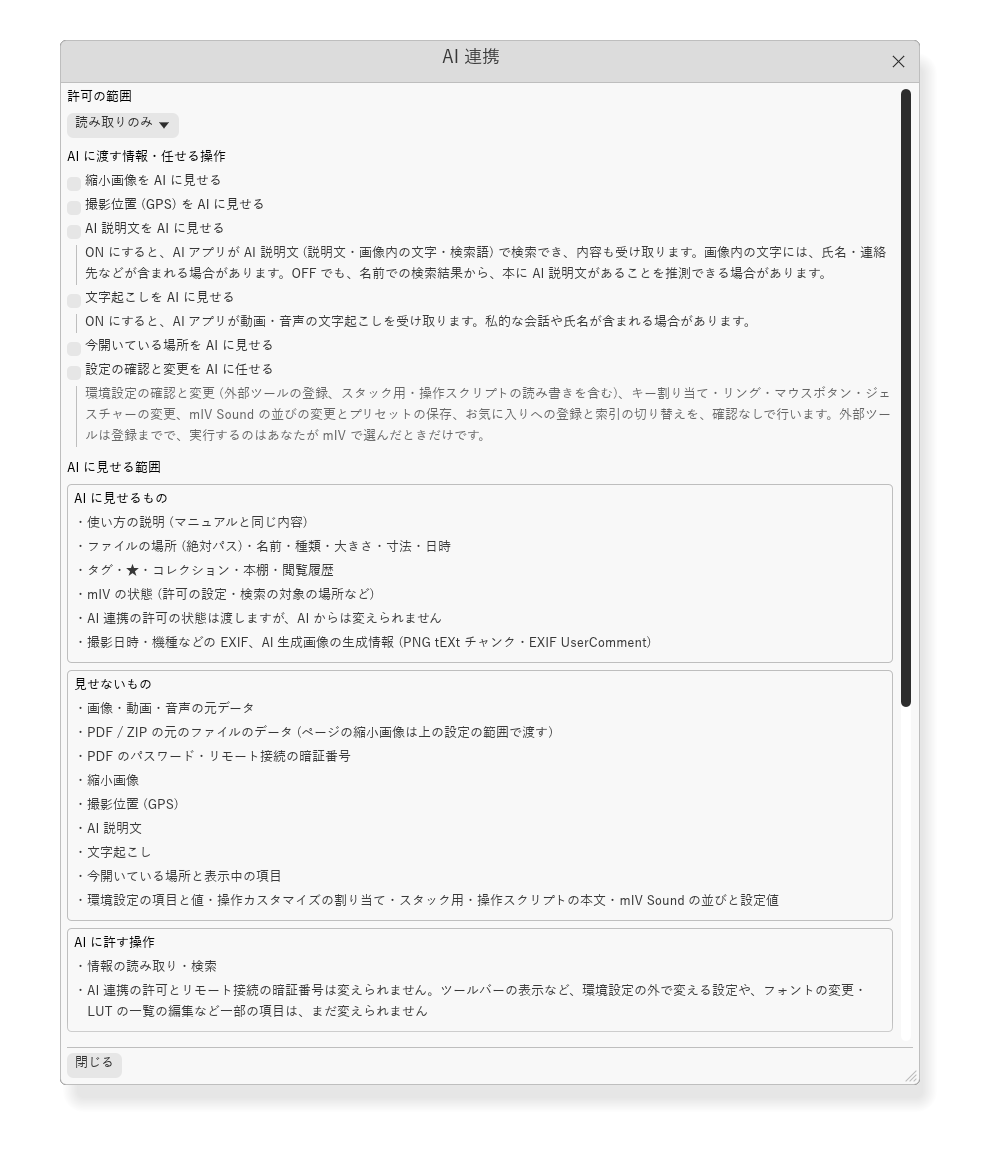 AI 連携
許可の範囲
読み取りのみ
AI に渡す情報・任せる操作
縮小画像を AI に見せる
撮影位置 (GPS) を AI に見せる
AI 説明文を AI に見せる
ON にすると、AI アプリが AI 説明文 (説明文・画像内の文字・検索語) で検索でき、内容も受け取ります。画像内の文字には、氏名・連絡
先などが含まれる場合があります。OFF でも、名前での検索結果から、本に AI 説明文があることを推測できる場合があります。
文字起こしを AI に見せる
ON にすると、AI アプリが動画・音声の文字起こしを受け取ります。私的な会話や氏名が含まれる場合があります。
今開いている場所を AI に見せる
設定の確認と変更を AI に任せる
環境設定の確認と変更 (外部ツールの登録、スタック用・操作スクリプトの読み書きを含む)、キー割り当て・リング・マウスボタン・ジェ
スチャーの変更、mIV Sound の並びの変更とプリセットの保存、お気に入りへの登録と索引の切り替えを、確認なしで行います。外部ツー
ルは登録までで、実行するのはあなたが mIV で選んだときだけです。
AI に見せる範囲
AI に見せるもの
・使い方の説明 (マニュアルと同じ内容)
・ファイルの場所 (絶対パス)・名前・種類・大きさ・寸法・日時
・タグ・★・コレクション・本棚・閲覧履歴
・mIV の状態 (許可の設定・検索の対象の場所など)
・AI 連携の許可の状態は渡しますが、AI からは変えられません
・撮影日時・機種などの EXIF、AI 生成画像の生成情報 (PNG tEXt チャンク・EXIF UserComment)
見せないもの
・画像・動画・音声の元データ
・PDF / ZIP の元のファイルのデータ (ページの縮小画像は上の設定の範囲で渡す)
・PDF のパスワード・リモート接続の暗証番号
・縮小画像
・撮影位置 (GPS)
・AI 説明文
・文字起こし
・今開いている場所と表示中の項目
・環境設定の項目と値・操作カスタマイズの割り当て・スタック用・操作スクリプトの本文・mIV Sound の並びと設定値
AI に許す操作
・情報の読み取り・検索
・AI 連携の許可とリモート接続の暗証番号は変えられません。ツールバーの表示など、環境設定の外で変える設定や、フォントの変更・
LUT の一覧の編集など一部の項目は、まだ変えられません
閉じる